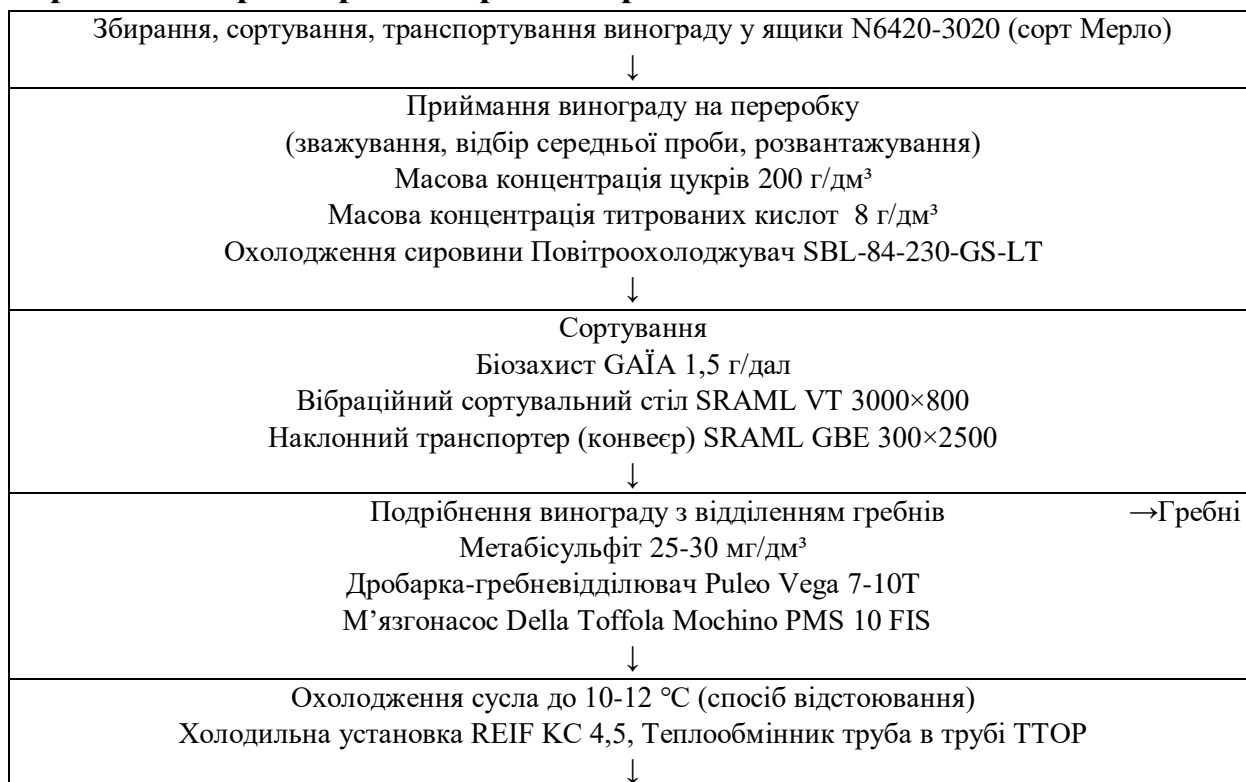 Збирання, сортування, транспортування винограду у ящики N6420-3020 (сорт Мерло)
↓
Приймання винограду на переробку
(зважування, відбір середньої проби, розвантажування)
Масова концентрація цукрів 200 г/дм³
Масова концентрація титрованих кислот 8 г/дм³
Охолодження сировини Повітроохолоджувач SBL-84-230-GS-LT
↓
Сортування
Біозахист GAÏA 1,5 г/дал
Вібраційний сортувальний стіл SRAML VT 3000×800
Наклонний транспортер (конвеєр) SRAML GBE 300×2500
↓
Подрібнення винограду з відділенням гребнів →Гребні
Метабісульфіт 25-30 мг/дм³
Дробарка-гребневідділювач Puleo Vega 7-10T
М’язгонасос Della Toffola Mochino PMS 10 FIS
↓
Охолодження сусла до 10-12 °C (спосіб відстоювання)
Холодильна установка REIF КС 4,5, Теплообмінник труба в трубі ТТОР
↓